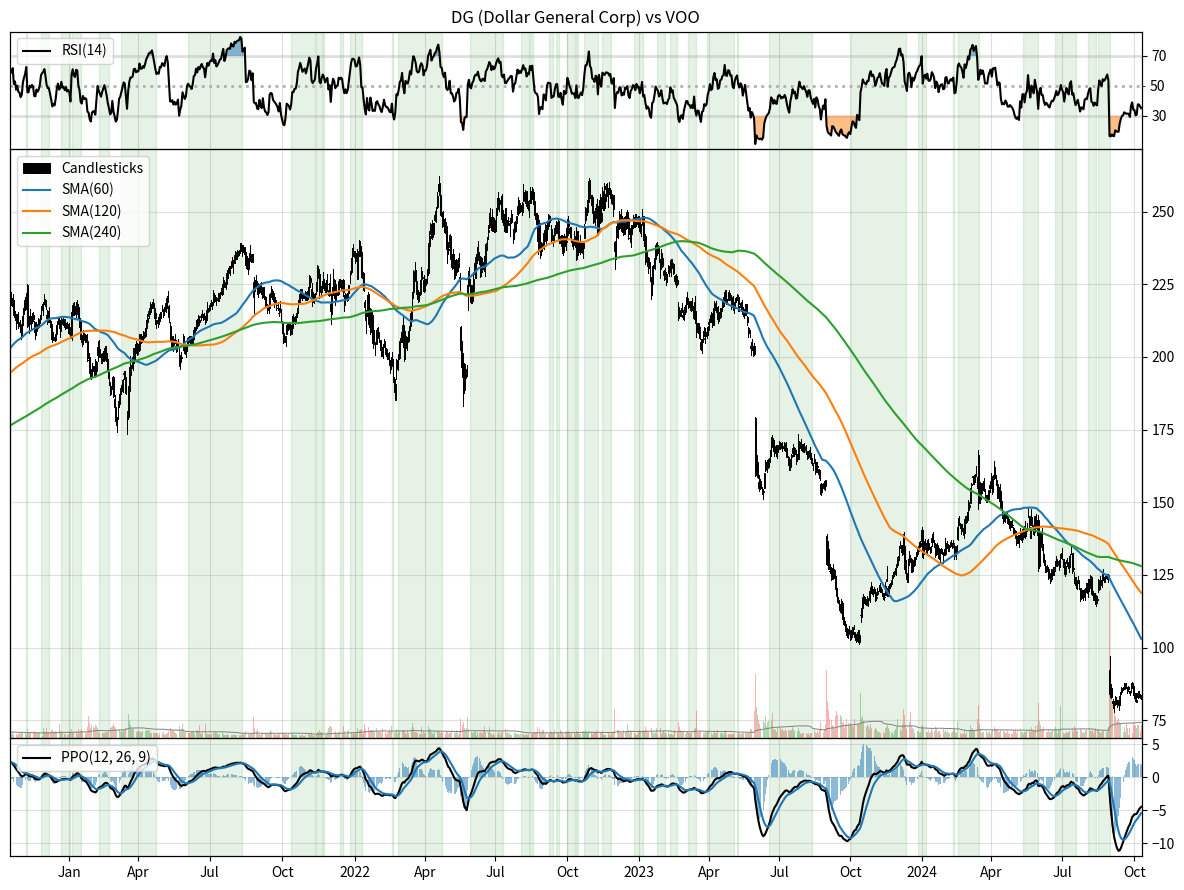 DG (Dollar General Corp) vs VOO
RSI(14)
70
50
30
Candlesticks
SMA(60)
SMA(120)
SMA(240)
250
225
200
175
150
125
100
75
PPO(12, 26, 9)
5
0
−5
−10
Jan Apr Jul Oct 2022 Apr Jul Oct 2023 Apr Jul Oct 2024 Apr Jul Oct